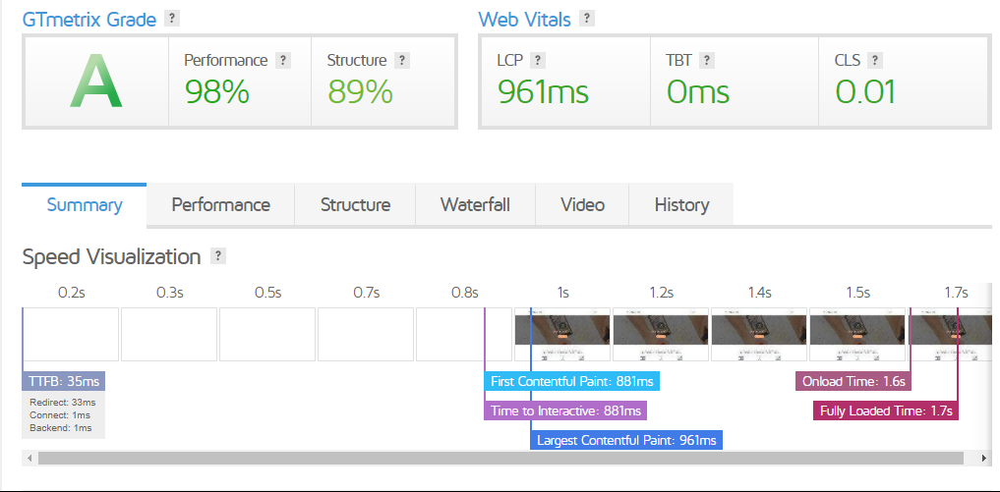 GTmetrix Grade ?
Web Vitals ?
A
Performance ?
98%
Structure ?
89%
LCP ?
961ms
TBT ?
0ms
CLS ?
0.01
Summary Performance Structure Waterfall Video History
Speed Visualization ?
0.2s 0.3s 0.5s 0.7s 0.8s 1s 1.2s 1.4s 1.5s 1.7s
TTFB: 35ms
Redirect: 33ms
Connect: 1ms
Backend: 1ms
First Contentful Paint: 881ms
Onload Time: 1.6s
Time to Interactive: 881ms
Fully Loaded Time: 1.7s
Largest Contentful Paint: 961ms